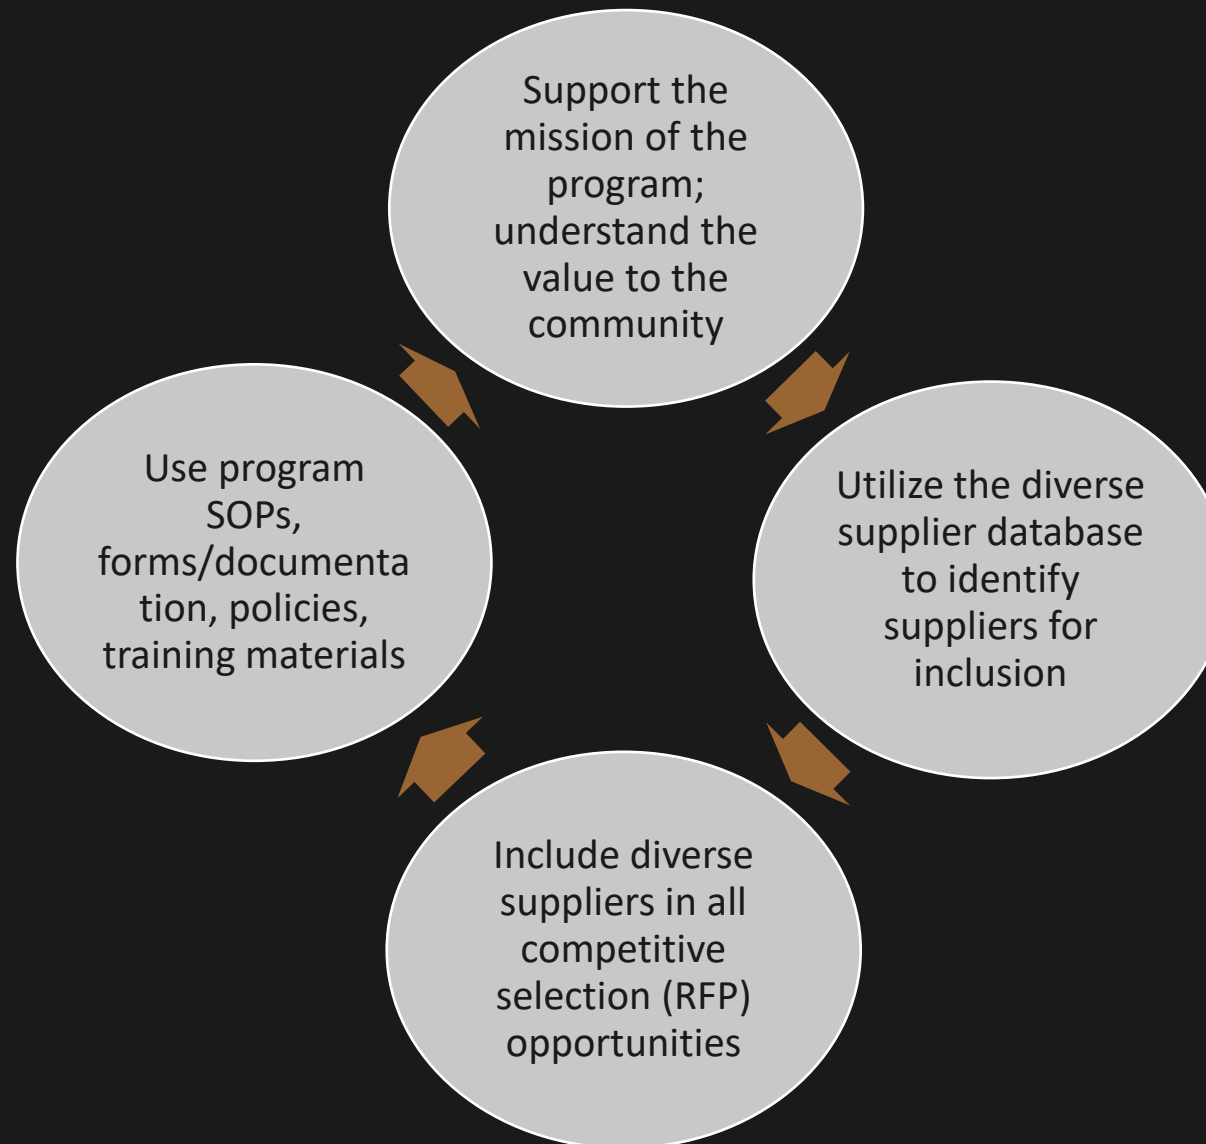 Support the
mission of the
program;
understand the
value to the
community
Utilize the diverse
supplier database
to identify
suppliers for
inclusion
Include diverse
suppliers in all
competitive
selection (RFP)
opportunities
Use program
SOPs,
forms/documenta
tion, policies,
training materials